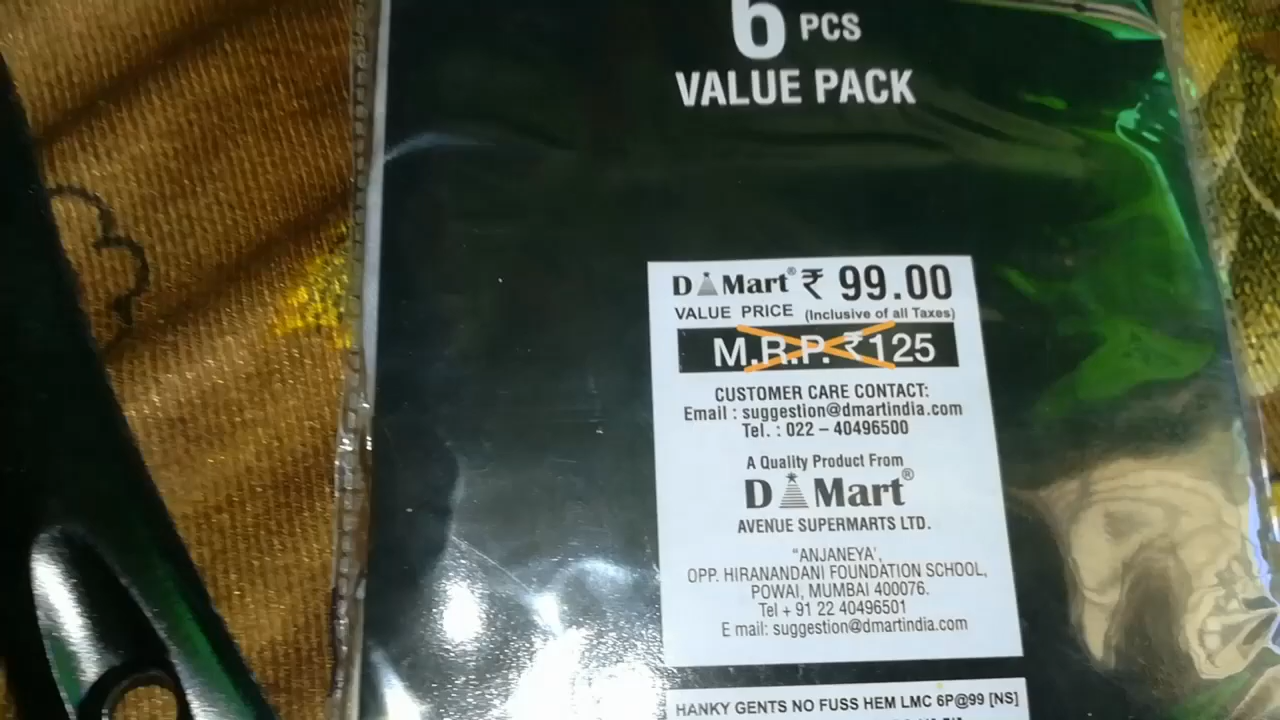 6 PCS
VALUE PACK
D Mart® ₹ 99.00
VALUE PRICE (Inclusive of all Taxes)
M.R.P. ₹125
CUSTOMER CARE CONTACT:
Email : suggestion@dmartindia.com
Tel. : 022 – 40496500
A Quality Product From
D Mart®
AVENUE SUPERMARTS LTD.
“ANJANEYA’,
OPP. HIRANANDANI FOUNDATION SCHOOL,
POWAI, MUMBAI 400076.
Tel + 91 22 40496501
E mail: suggestion@dmartindia.com
HANKY GENTS NO FUSS HEM LMC 6P@99 [NS]